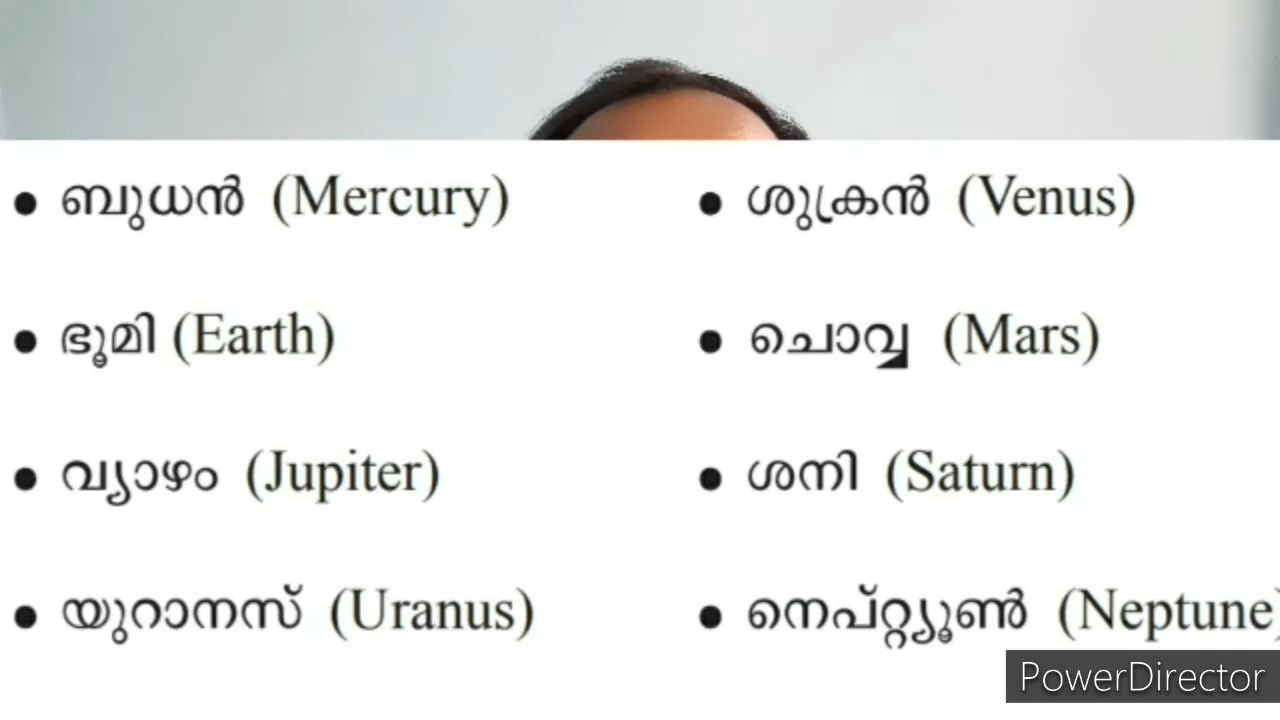 • ബുധൻ (Mercury) • ശുക്രൻ (Venus)
• ഭൂമി (Earth) • ചൊവ്വ (Mars)
• വ്യാഴം (Jupiter) • ശനി (Saturn)
• യുറാനസ് (Uranus) • നെപ്റ്റ്യൂൺ (Neptune)
PowerDirector